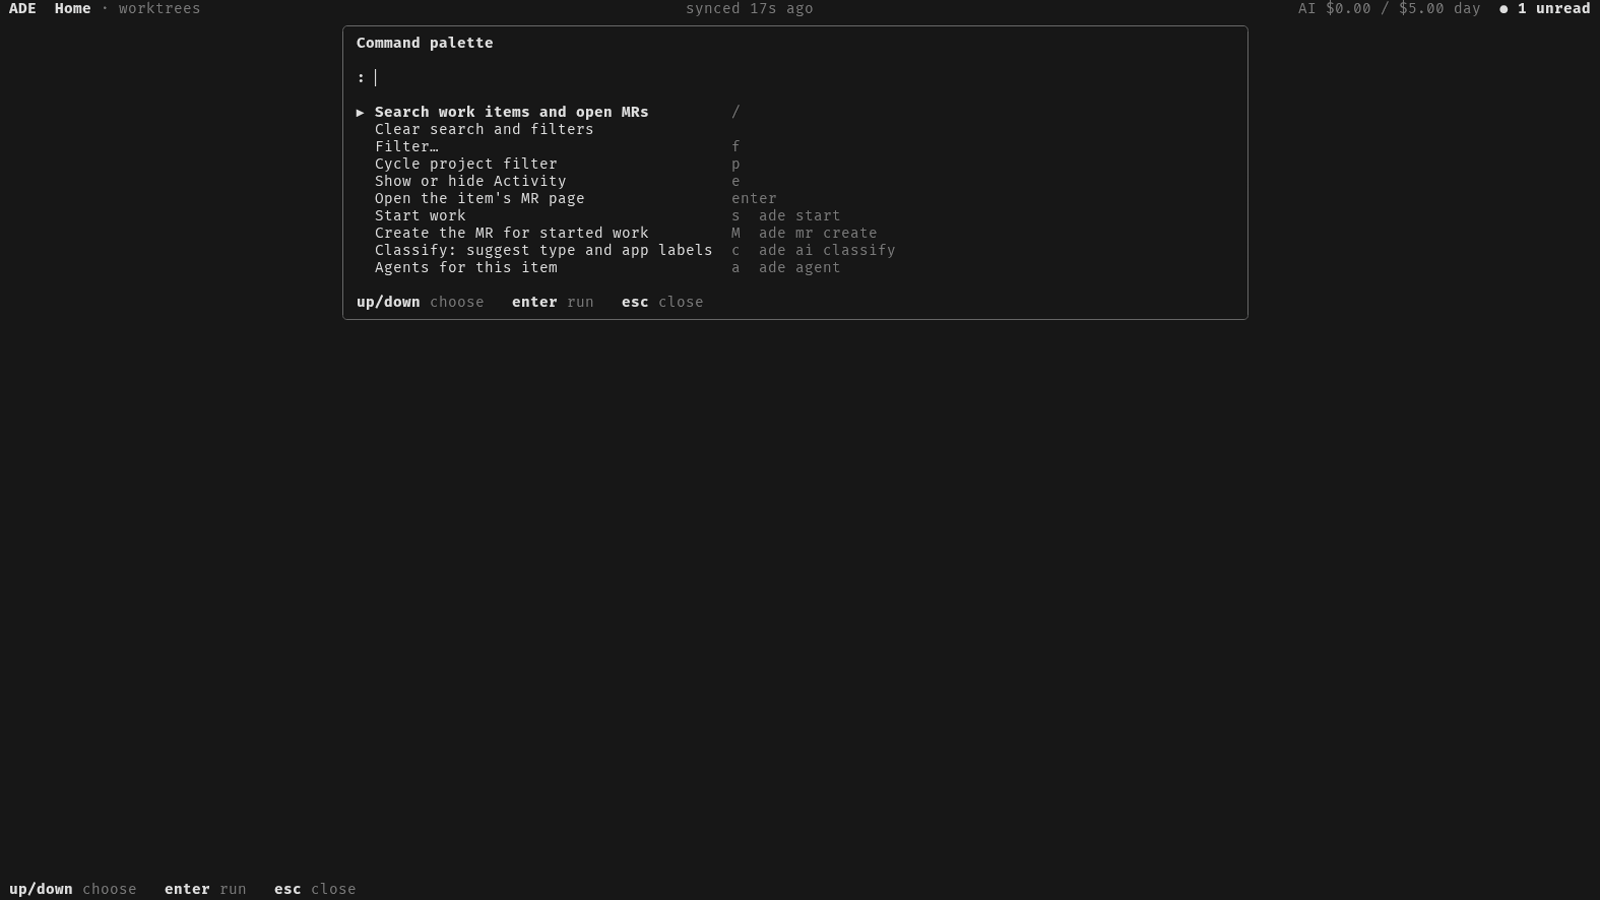 ADE  Home · worktrees  synced 17s ago  AI $0.00 / $5.00 day  ● 1 unread
Command palette
:
▶ Search work items and open MRs  /
Clear search and filters
Filter…  f
Cycle project filter  p
Show or hide Activity  e
Open the item's MR page  enter
Start work  s  ade start
Create the MR for started work  M  ade mr create
Classify: suggest type and app labels  c  ade ai classify
Agents for this item  a  ade agent
up/down choose  enter run  esc close
up/down choose  enter run  esc close